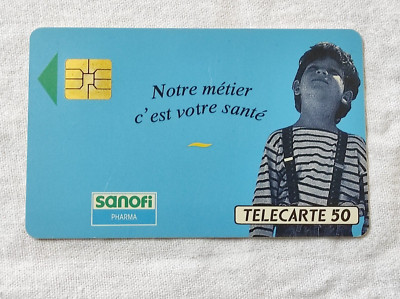 Notre métier
c'est votre santé
sanofi
PHARMA
TELECARTE 50